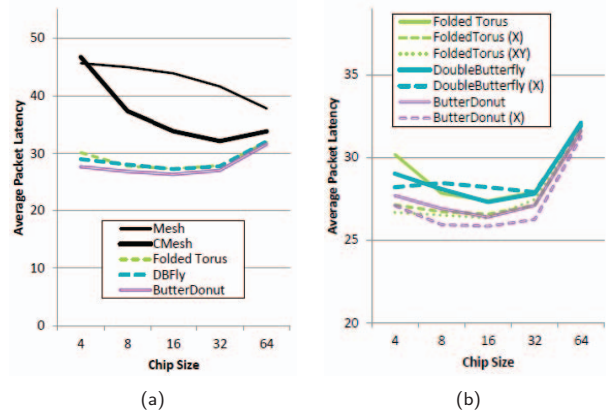 50
40
30
20
10
0
Average Packet Latency
Mesh
CMesh
Folded Torus
DBFly
ButterDonut
4 8 16 32 64
Chip Size
(a)
35
30
25
20
Average Packet Latency
Folded Torus
FoldedTorus (X)
FoldedTorus (XY)
DoubleButterfly
DoubleButterfly (X)
ButterDonut
ButterDonut (X)
4 8 16 32 64
Chip Size
(b)